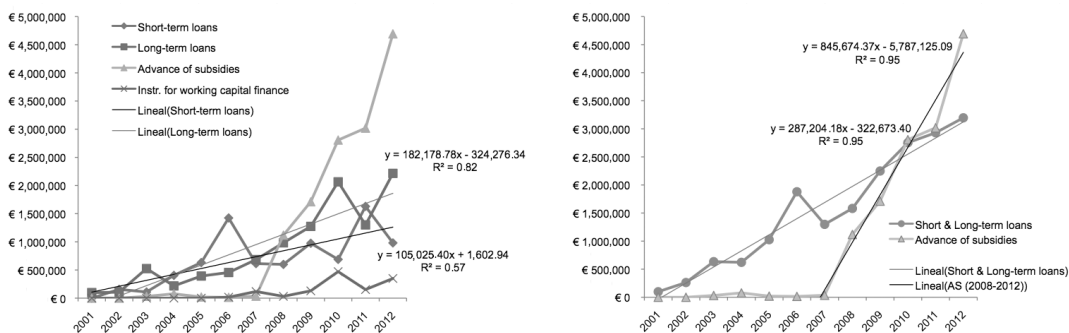 € 5,000,000
€ 4,500,000
€ 4,000,000
€ 3,500,000
€ 3,000,000
€ 2,500,000
€ 2,000,000
€ 1,500,000
€ 1,000,000
€ 500,000
€ 0
Short-term loans
Long-term loans
Advance of subsidies
Instr. for working capital finance
Lineal(Short-term loans)
Lineal(Long-term loans)
y = 182,178.78x - 324,276.34
R² = 0.82
y = 105,025.40x + 1,602.94
R² = 0.57
2001 2002 2003 2004 2005 2006 2007 2008 2009 2010 2011 2012
€ 5,000,000
€ 4,500,000
€ 4,000,000
€ 3,500,000
€ 3,000,000
€ 2,500,000
€ 2,000,000
€ 1,500,000
€ 1,000,000
€ 500,000
€ 0
y = 845,674.37x - 5,787,125.09
R² = 0.95
y = 287,204.18x - 322,673.40
R² = 0.95
Short & Long-term loans
Advance of subsidies
Lineal(Short & Long-term loans)
Lineal(AS (2008-2012))
2001 2002 2003 2004 2005 2006 2007 2008 2009 2010 2011 2012